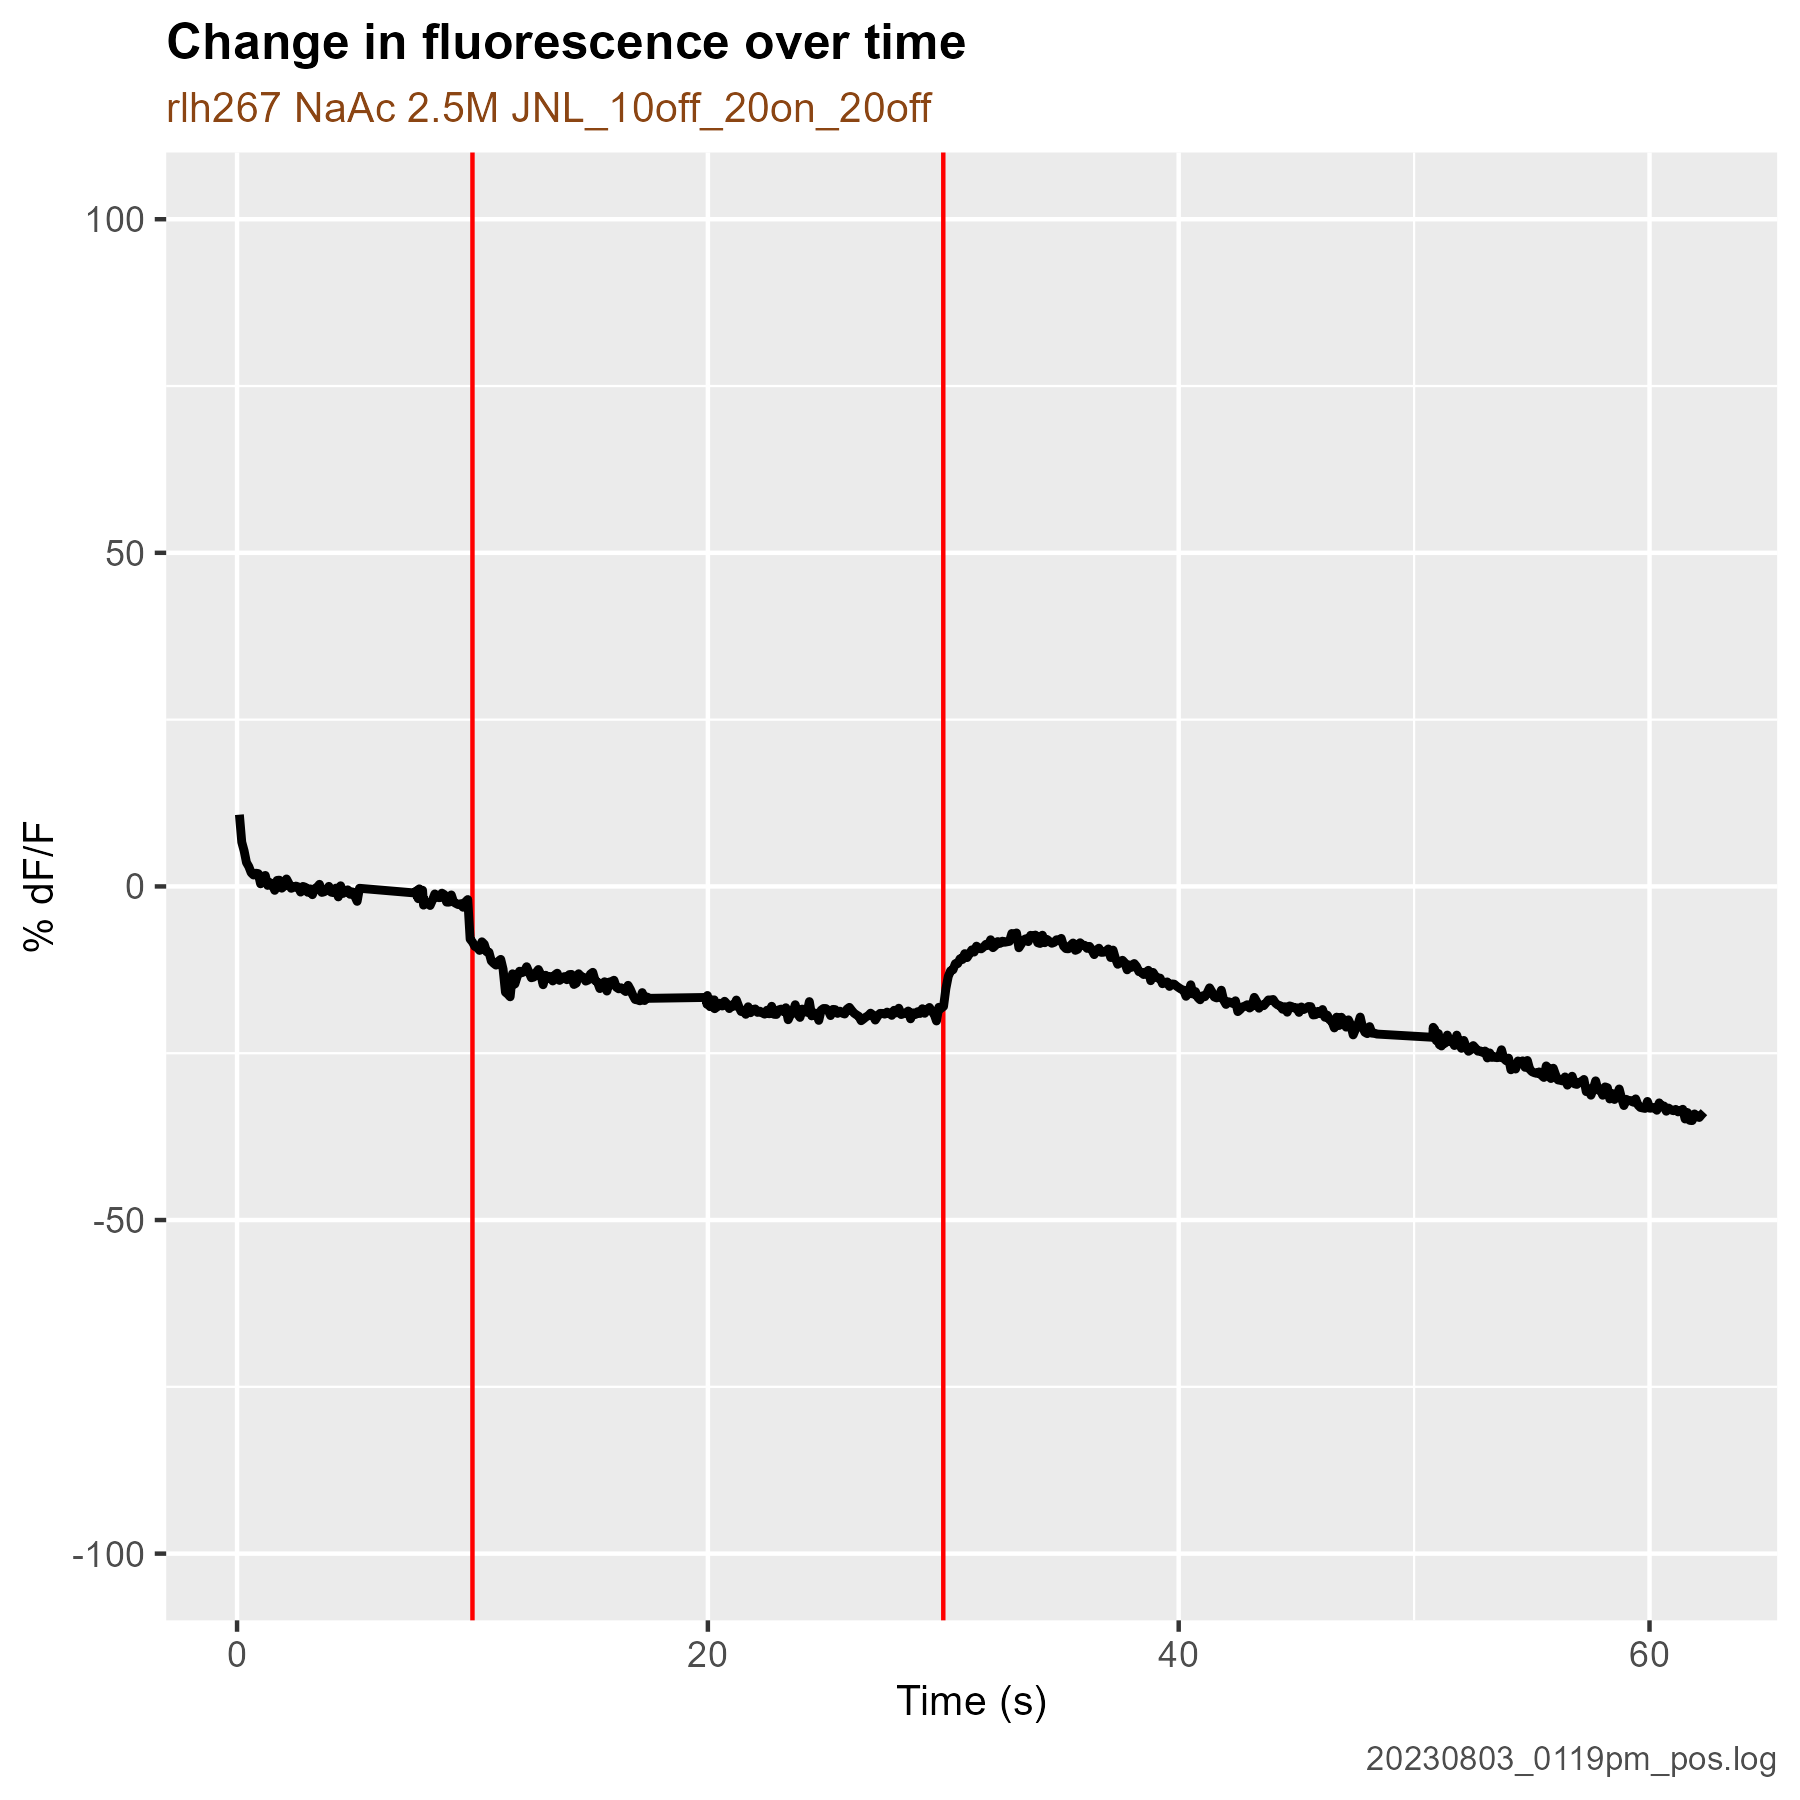 Change in fluorescence over time
rlh267 NaAc 2.5M JNL_10off_20on_20off
100
50
0
-50
-100
% dF/F
0 20 40 60
Time (s)
20230803_0119pm_pos.log